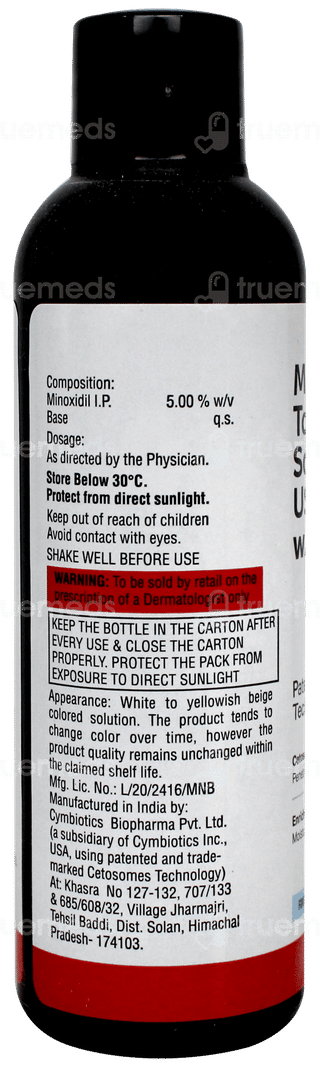 truemeds
Composition:
Minoxidil I.P. 5.00 % w/v
Base q.s.
Dosage:
As directed by the Physician.
Store Below 30°C.
Protect from direct sunlight.
Keep out of reach of children
Avoid contact with eyes.
SHAKE WELL BEFORE USE
WARNING: To be sold by retail on the
prescription of a Dermatologist only
KEEP THE BOTTLE IN THE CARTON AFTER
EVERY USE & CLOSE THE CARTON
PROPERLY. PROTECT THE PACK FROM
EXPOSURE TO DIRECT SUNLIGHT
Appearance: White to yellowish beige
colored solution. The product tends to
change color over time, however the
product quality remains unchanged within
the claimed shelf life.
Mfg. Lic. No.: L/20/2416/MNB
Manufactured in India by:
Cymbiotics Biopharma Pvt. Ltd.
(a subsidiary of Cymbiotics Inc.,
USA, using patented and trade-
marked Cetosomes Technology)
At: Khasra No 127-132, 707/133
& 685/608/32, Village Jharmajri,
Tehsil Baddi, Dist. Solan, Himachal
Pradesh- 174103.